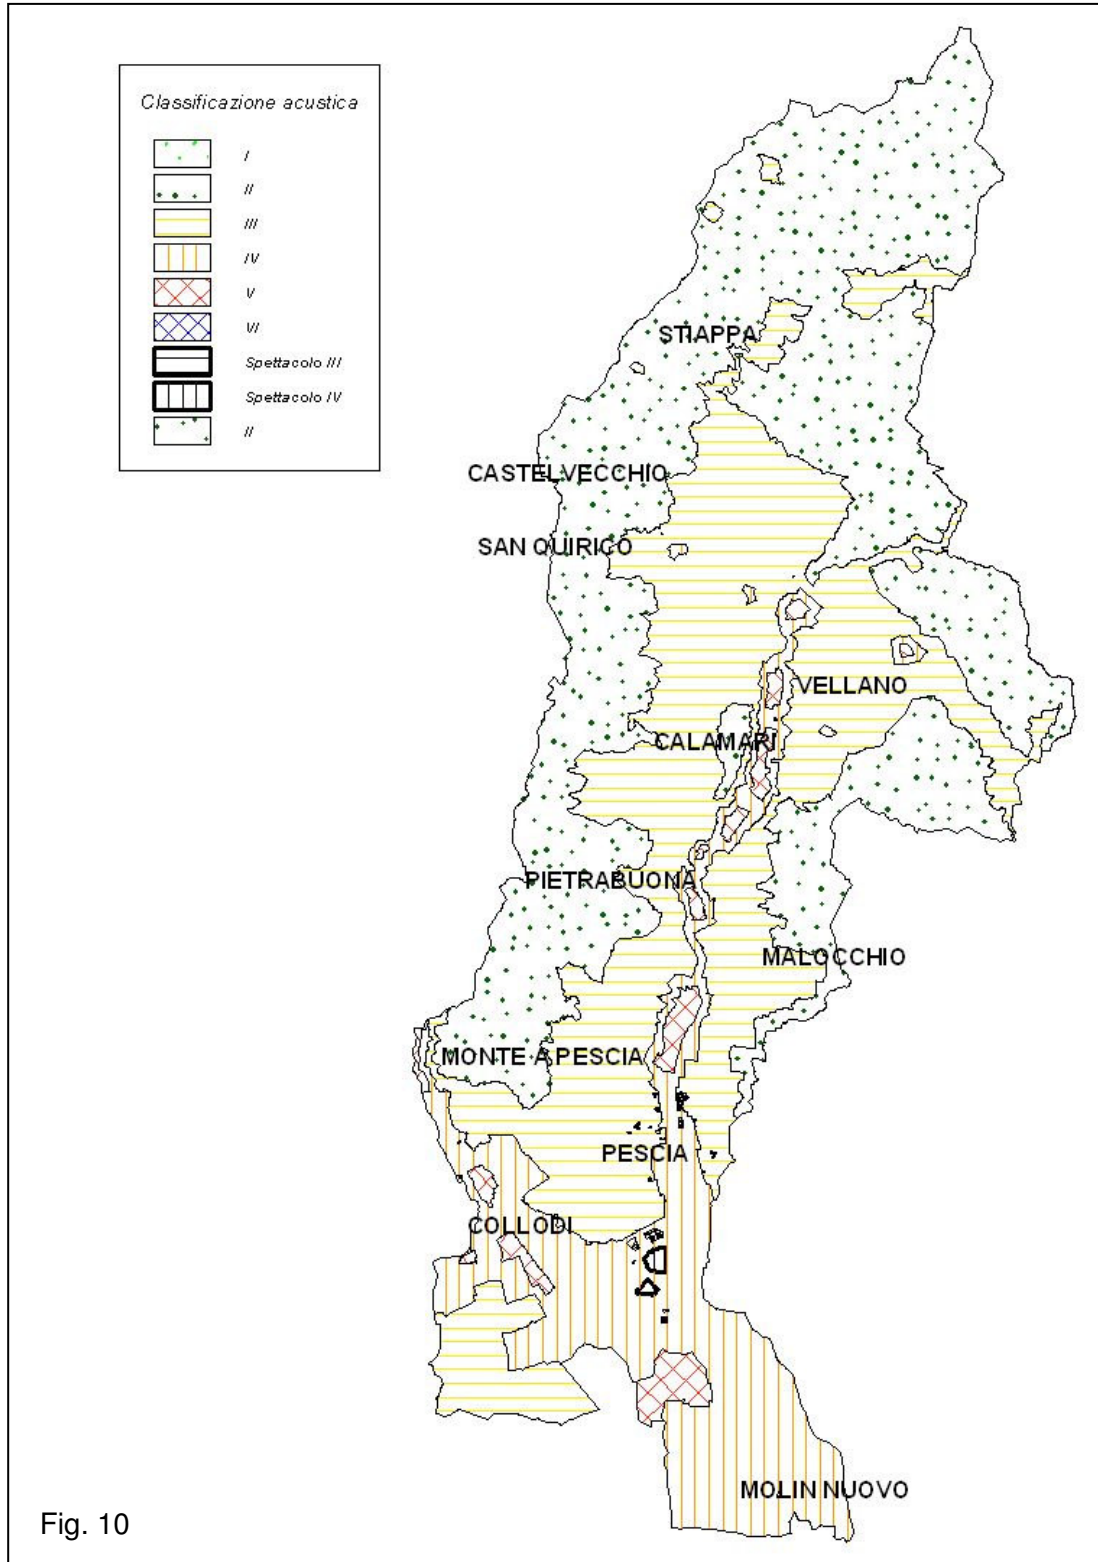 Classificazione acustica
I
II
III
IV
V
VI
Spettacolo III
Spettacolo IV
II
STIAPPA
CASTELVECCHIO
SAN QUIRICO
VELLANO
CALAMARI
PIETRABUONA
MALOCCHIO
MONTE A PESCIA
PESCIA
COLLODI
MOLIN NUOVO
Fig. 10